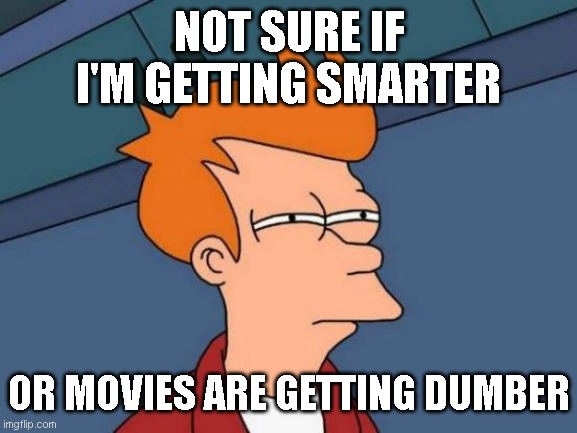 NOT SURE IF
I'M GETTING SMARTER
OR MOVIES ARE GETTING DUMBER
imgflip.com